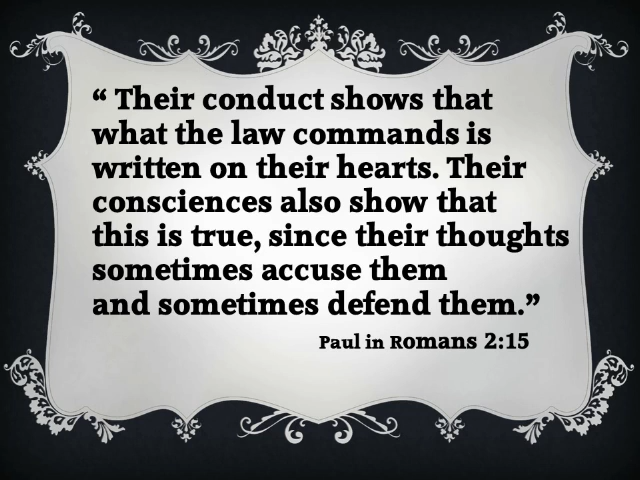 “ Their conduct shows that
what the law commands is
written on their hearts. Their
consciences also show that
this is true, since their thoughts
sometimes accuse them
and sometimes defend them.”
Paul in Romans 2:15